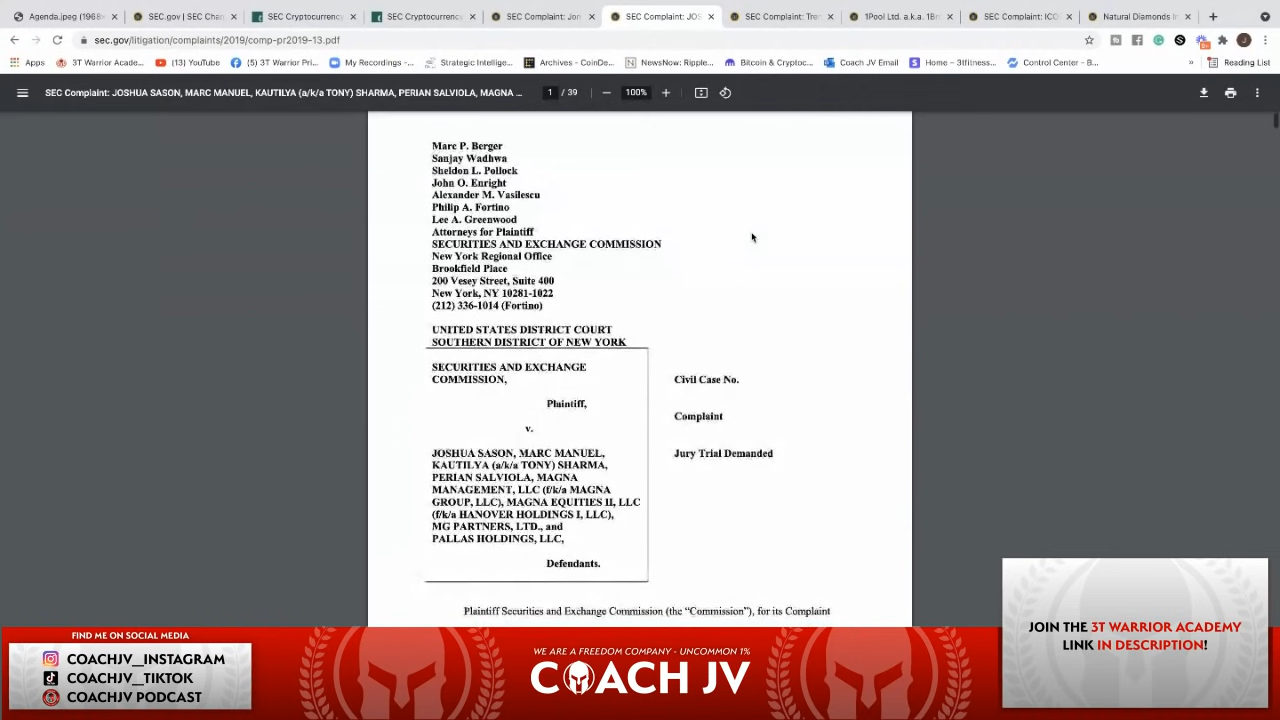 Agenda.jpeg (1968×
SEC.gov | SEC Char
SEC Cryptocurrency
SEC Cryptocurrenc
SEC Complaint: Jon
SEC Complaint: JOS
SEC Complaint: Tre
1Pool Ltd. a.k.a. 1Br
SEC Complaint: ICO
Natural Diamonds In
sec.gov/litigation/complaints/2019/comp-pr2019-13.pdf
Apps
3T Warrior Acade...
(13) YouTube
(5) 3T Warrior Pri...
My Recordings -...
Strategic Intellige...
Archives - CoinDe...
NewsNow: Ripple...
Bitcoin & Cryptoc...
Coach JV Email
Home – 3tfitness...
Control Center - B...
»
Reading List
SEC Complaint: JOSHUA SASON, MARC MANUEL, KAUTILYA (a/k/a TONY) SHARMA, PERIAN SALVIOLA, MAGNA ...
1 / 39
100%
Marc P. Berger
Sanjay Wadhwa
Sheldon L. Pollock
John O. Enright
Alexander M. Vasilescu
Philip A. Fortino
Lee A. Greenwood
Attorneys for Plaintiff
SECURITIES AND EXCHANGE COMMISSION
New York Regional Office
Brookfield Place
200 Vesey Street, Suite 400
New York, NY 10281-1022
(212) 336-1014 (Fortino)
UNITED STATES DISTRICT COURT
SOUTHERN DISTRICT OF NEW YORK
SECURITIES AND EXCHANGE
COMMISSION,
Plaintiff,
v.
JOSHUA SASON, MARC MANUEL,
KAUTILYA (a/k/a TONY) SHARMA,
PERIAN SALVIOLA, MAGNA
MANAGEMENT, LLC (f/k/a MAGNA
GROUP, LLC), MAGNA EQUITIES II, LLC
(f/k/a HANOVER HOLDINGS I, LLC),
MG PARTNERS, LTD., and
PALLAS HOLDINGS, LLC,
Defendants.
Civil Case No.
Complaint
Jury Trial Demanded
Plaintiff Securities and Exchange Commission (the “Commission”), for its Complaint
FIND ME ON SOCIAL MEDIA
COACHJV_INSTAGRAM
COACHJV_TIKTOK
COACHJV PODCAST
WE ARE A FREEDOM COMPANY - UNCOMMON 1%
COACH JV
JOIN THE 3T WARRIOR ACADEMY
LINK IN DESCRIPTION!